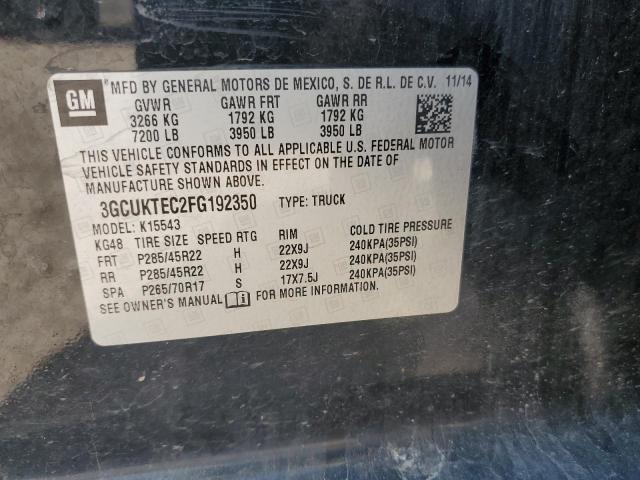 GM
®MFD BY GENERAL MOTORS DE MEXICO, S. DE R.L. DE C.V. 11/14
GVWR GAWR FRT GAWR RR
3266 KG 1792 KG 1792 KG
7200 LB 3950 LB 3950 LB
THIS VEHICLE CONFORMS TO ALL APPLICABLE U.S. FEDERAL MOTOR
VEHICLE SAFETY STANDARDS IN EFFECT ON THE DATE OF
MANUFACTURE SHOWN ABOVE.
3GCUKTEC2FG192350 TYPE: TRUCK
MODEL: K15543
KG48 TIRE SIZE SPEED RTG RIM COLD TIRE PRESSURE
FRT P285/45R22 H 22X9J 240KPA(35PSI)
RR P285/45R22 H 22X9J 240KPA(35PSI)
SPA P265/70R17 S 17X7.5J 240KPA(35PSI)
SEE OWNER'S MANUAL FOR MORE INFORMATION.